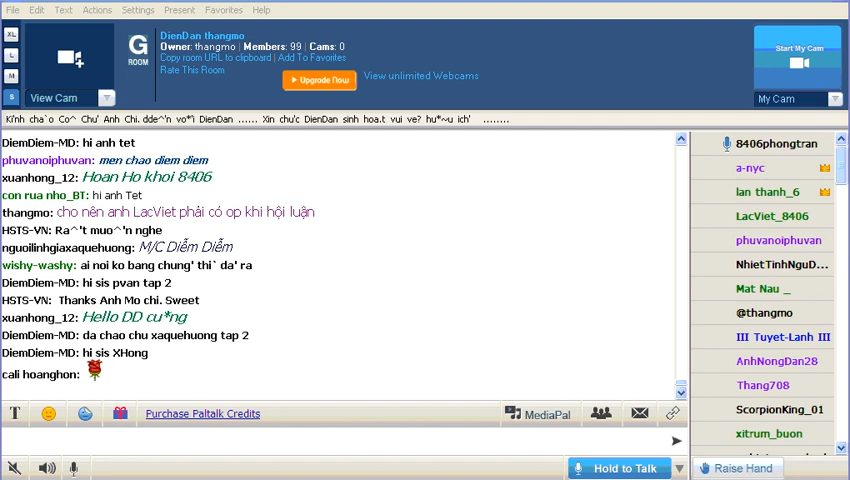 File Edit Text Actions Settings Present Favorites Help
XL
L
M
S
View Cam
G
ROOM
DienDan thangmo
Owner: thangmo | Members: 99 | Cams: 0
Copy room URL to clipboard | Add To Favorites
Rate This Room
Upgrade Now
View unlimited Webcams
Start My Cam
My Cam
Ki'nh cha`o Co^ Chu' Anh Chi. dde^'n vo*'i DienDan ...... Xin chu'c DienDan sinh hoa.t vui ve? hu*~u ich' ........
DiemDiem-MD: hi anh tet
phuvanoiphuvan: men chao diem diem
xuanhong_12: Hoan Ho khoi 8406
con rua nho_BT: hi anh Tet
thangmo: cho nên anh LacViet phải có op khi hội luận
HSTS-VN: Ra^'t muo^'n nghe
nguoilinhgiaxaquehuong: M/C Diễm Diễm
wishy-washy: ai noi ko bang chung' thi` da' ra
DiemDiem-MD: hi sis pvan tap 2
HSTS-VN: Thanks Anh Mo chi. Sweet
xuanhong_12: Hello DD cu*ng
DiemDiem-MD: da chao chu xaquehuong tap 2
DiemDiem-MD: hi sis XHong
cali hoanghon:
8406phongtran
a-nyc
lan thanh_6
LacViet_8406
phuvanoiphuvan
NhietTinhNguD...
Mat Nau _
@thangmo
III Tuyet-Lanh III
AnhNongDan28
Thang708
ScorpionKing_01
xitrum_buon
T
Purchase Paltalk Credits
MediaPal
Hold to Talk
Raise Hand